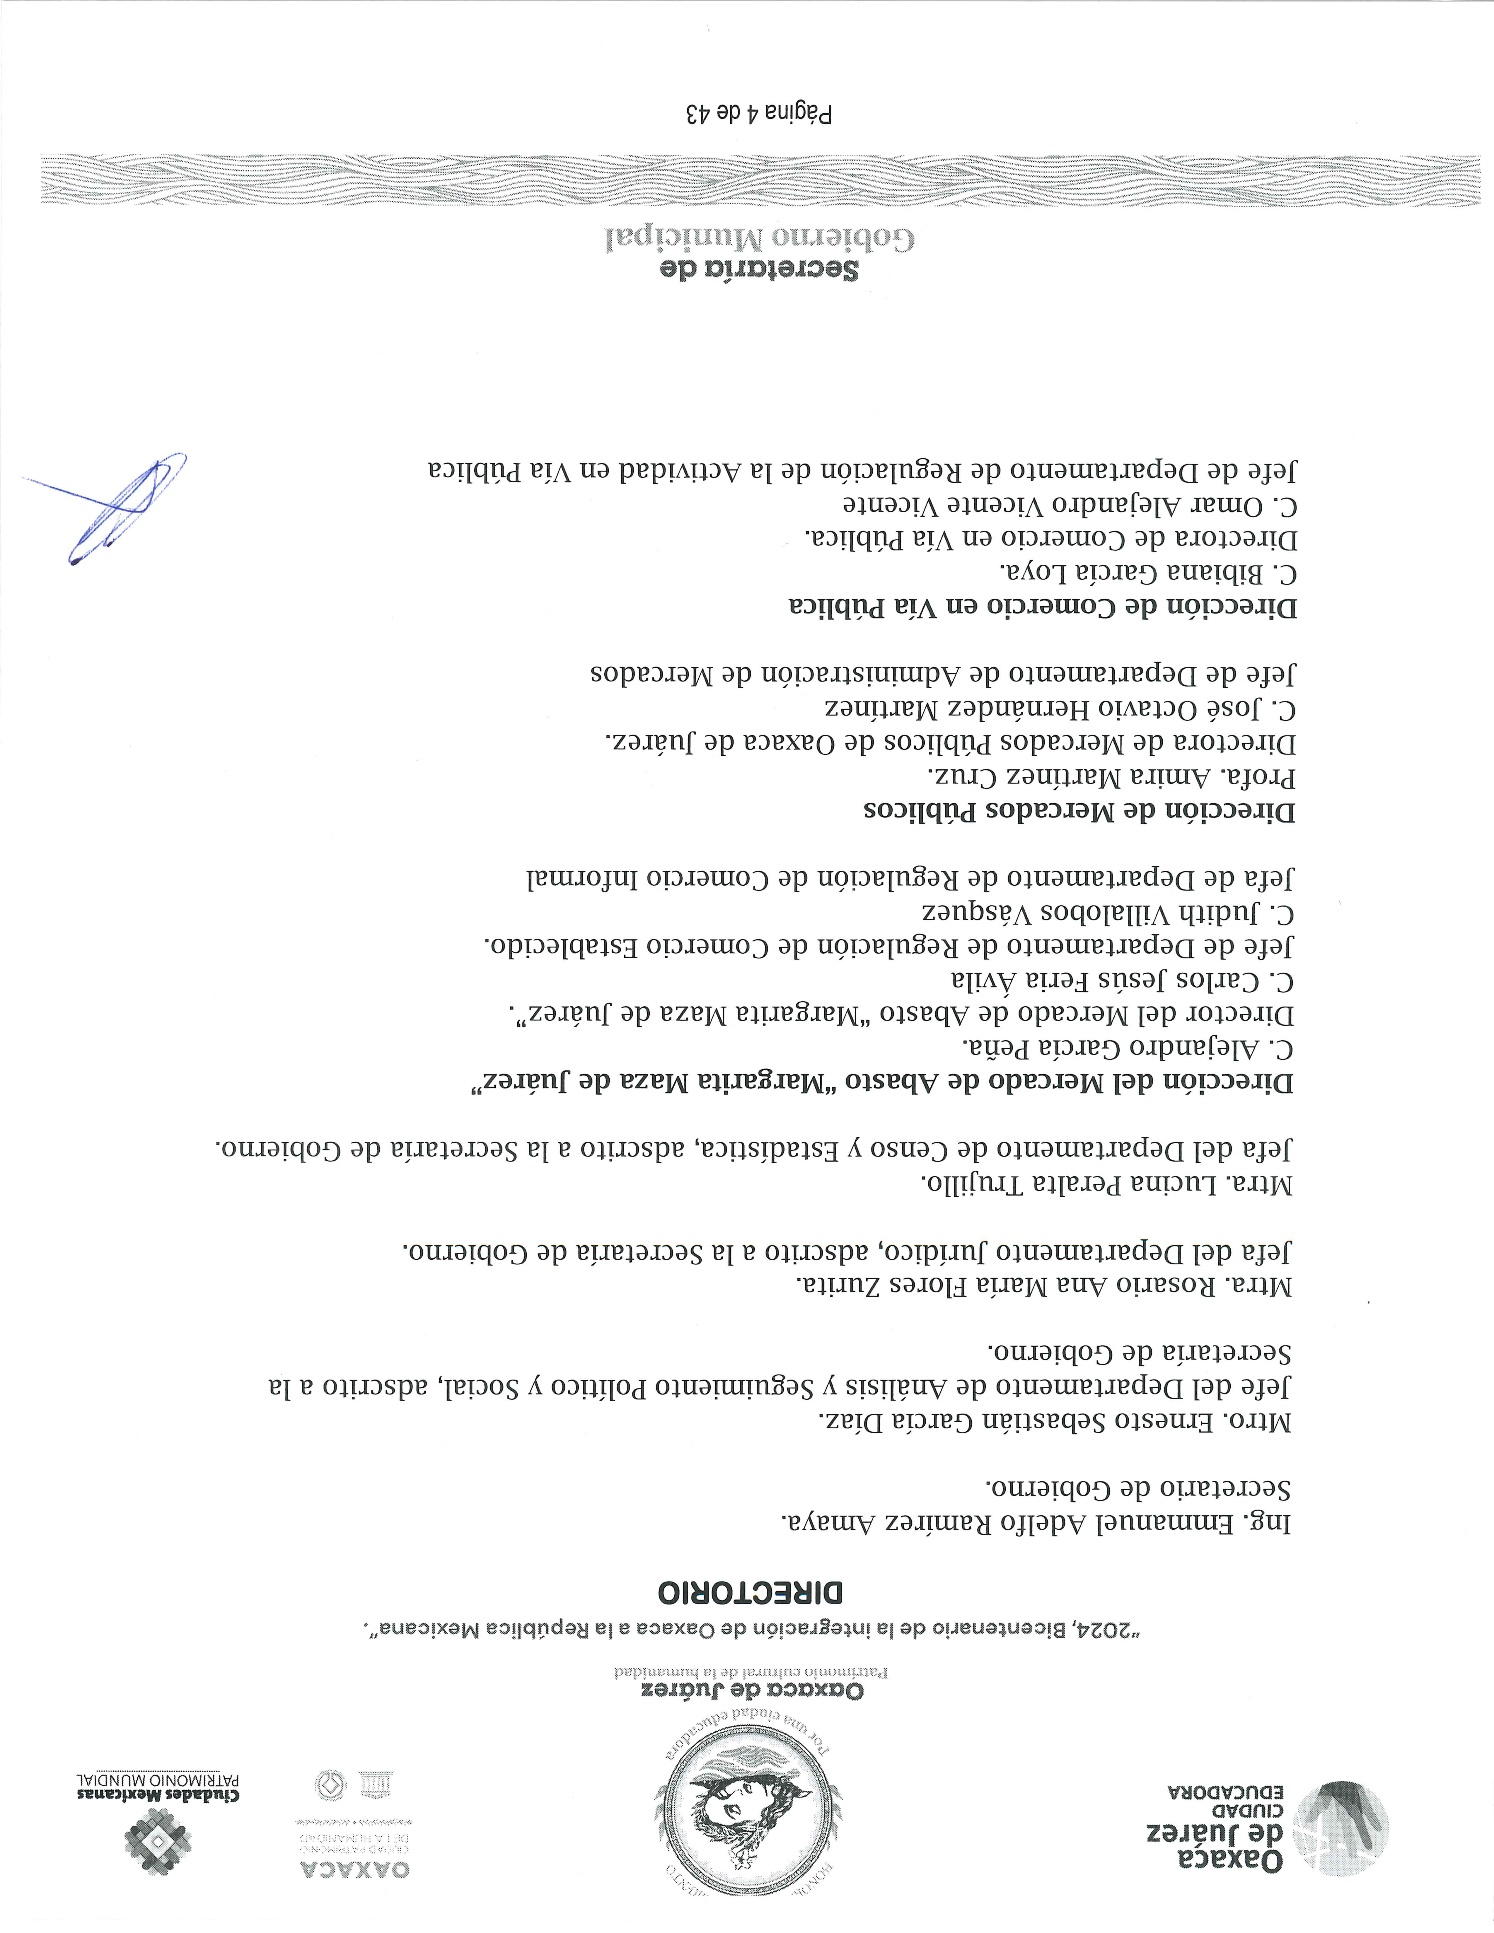 Oaxaca
de Juárez
CIUDAD
EDUCADORA
Por una ciudad educadora
Oaxaca de Juárez
Patrimonio cultural de la humanidad
OAXACA
CIUDAD PATRIMONIO
DE LA HUMANIDAD
Ciudades Mexicanas
PATRIMONIO MUNDIAL
"2024, Bicentenario de la integración de Oaxaca a la República Mexicana".
DIRECTORIO
Ing. Emmanuel Adelfo Ramírez Amaya.
Secretario de Gobierno.
Mtro. Ernesto Sebastián García Díaz.
Jefe del Departamento de Análisis y Seguimiento Político y Social, adscrito a la
Secretaría de Gobierno.
Mtra. Rosario Ana María Flores Zurita.
Jefa del Departamento Jurídico, adscrito a la Secretaría de Gobierno.
Mtra. Lucina Peralta Trujillo.
Jefa del Departamento de Censo y Estadística, adscrito a la Secretaría de Gobierno.
Dirección del Mercado de Abasto "Margarita Maza de Juárez"
C. Alejandro García Peña.
Director del Mercado de Abasto "Margarita Maza de Juárez".
C. Carlos Jesús Feria Ávila
Jefe de Departamento de Regulación de Comercio Establecido.
C. Judith Villalobos Vásquez
Jefa de Departamento de Regulación de Comercio Informal
Dirección de Mercados Públicos
Profa. Amira Martínez Cruz.
Directora de Mercados Públicos de Oaxaca de Juárez.
C. José Octavio Hernández Martínez
Jefe de Departamento de Administración de Mercados
Dirección de Comercio en Vía Pública
C. Bibiana García Loya.
Directora de Comercio en Vía Pública.
C. Omar Alejandro Vicente Vicente
Jefe de Departamento de Regulación de la Actividad en Vía Pública
Secretaría de
Gobierno Municipal
Página 4 de 43